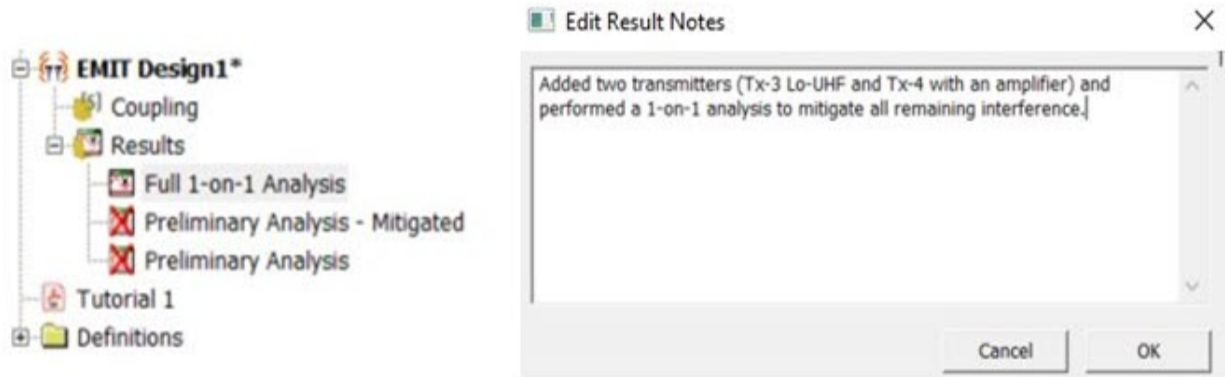 EMIT Design1*
Coupling
Results
Full 1-on-1 Analysis
Preliminary Analysis - Mitigated
Preliminary Analysis
Tutorial 1
Definitions
Edit Result Notes
Added two transmitters (Tx-3 Lo-UHF and Tx-4 with an amplifier) and
performed a 1-on-1 analysis to mitigate all remaining interference.
Cancel
OK